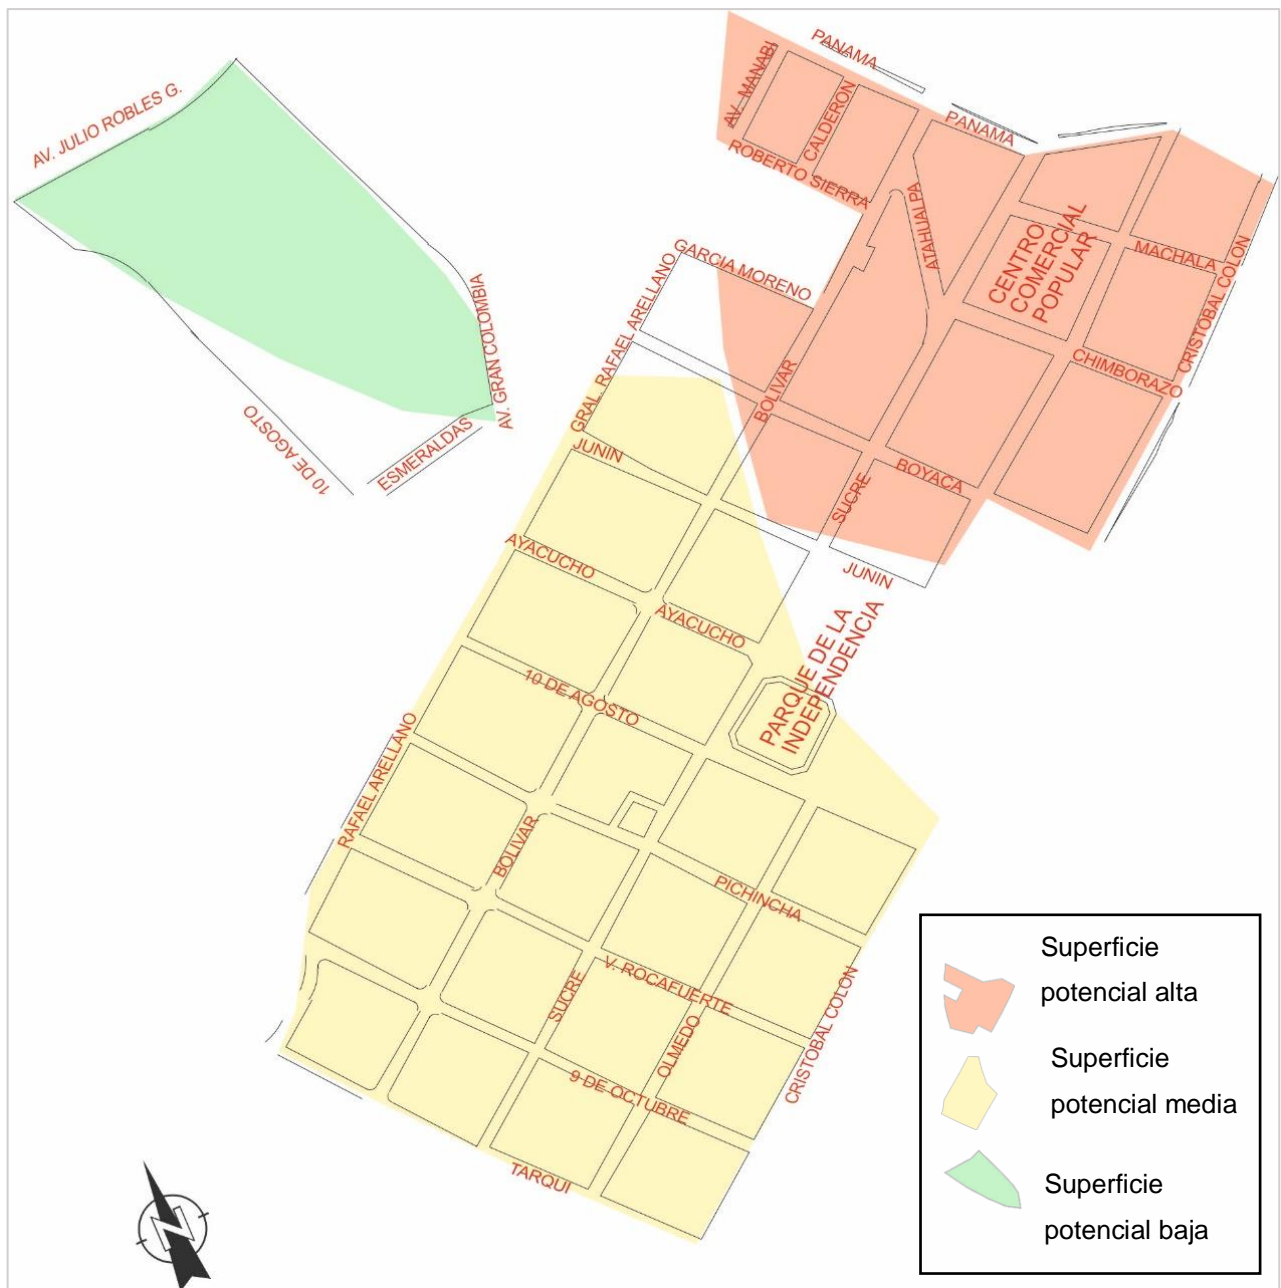 PANAMA
AV. MANABI
CALDERON
PANAMA
AV. JULIO ROBLES G.
ROBERTO SIERRA
ATAHUALPA
CENTRO
COMERCIAL
POPULAR
MACHALA
CRISTOBAL COLON
GARCIA MORENO
GRAL. RAFAEL ARELLANO
AV. GRAN COLOMBIA
CHIMBORAZO
BOLIVAR
10 DE AGOSTO
ESMERALDAS
JUNIN
BOYACA
SUCRE
AYACUCHO
JUNIN
AYACUCHO
PARQUE DE LA
INDEPENDENCIA
10 DE AGOSTO
RAFAEL ARELLANO
BOLIVAR
PICHINCHA
V. ROCAFUERTE
SUCRE
OLMEDO
CRISTOBAL COLON
9 DE OCTUBRE
TARQUI
Superficie
potencial alta
Superficie
potencial media
Superficie
potencial baja
N